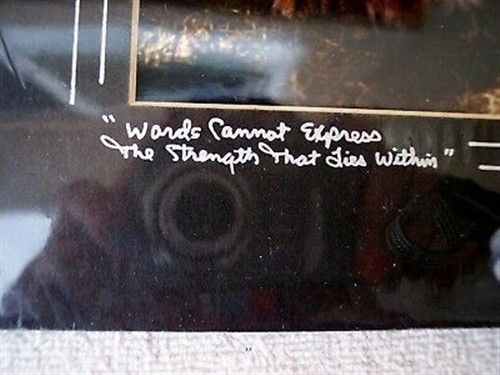 "Words Cannot Express
The Strength That Lies Within"